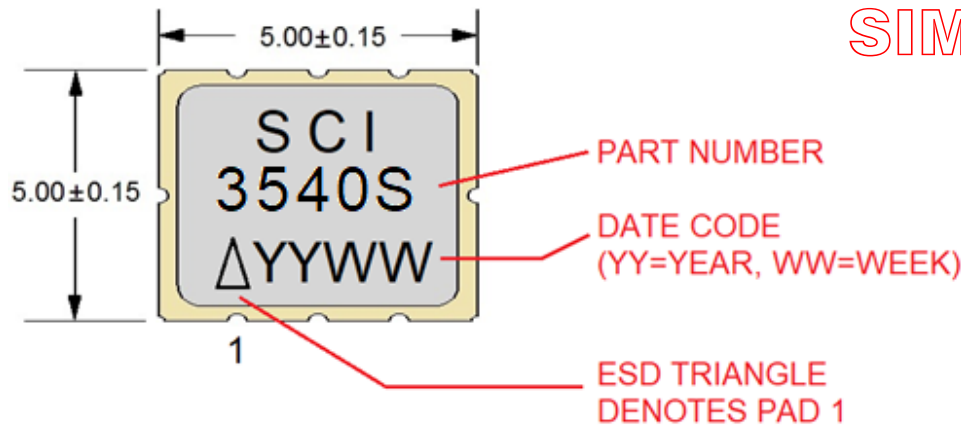 5.00±0.15
SIM
5.00±0.15
SCI
3540S
△YYWW
1
PART NUMBER
DATE CODE
(YY=YEAR, WW=WEEK)
ESD TRIANGLE
DENOTES PAD 1